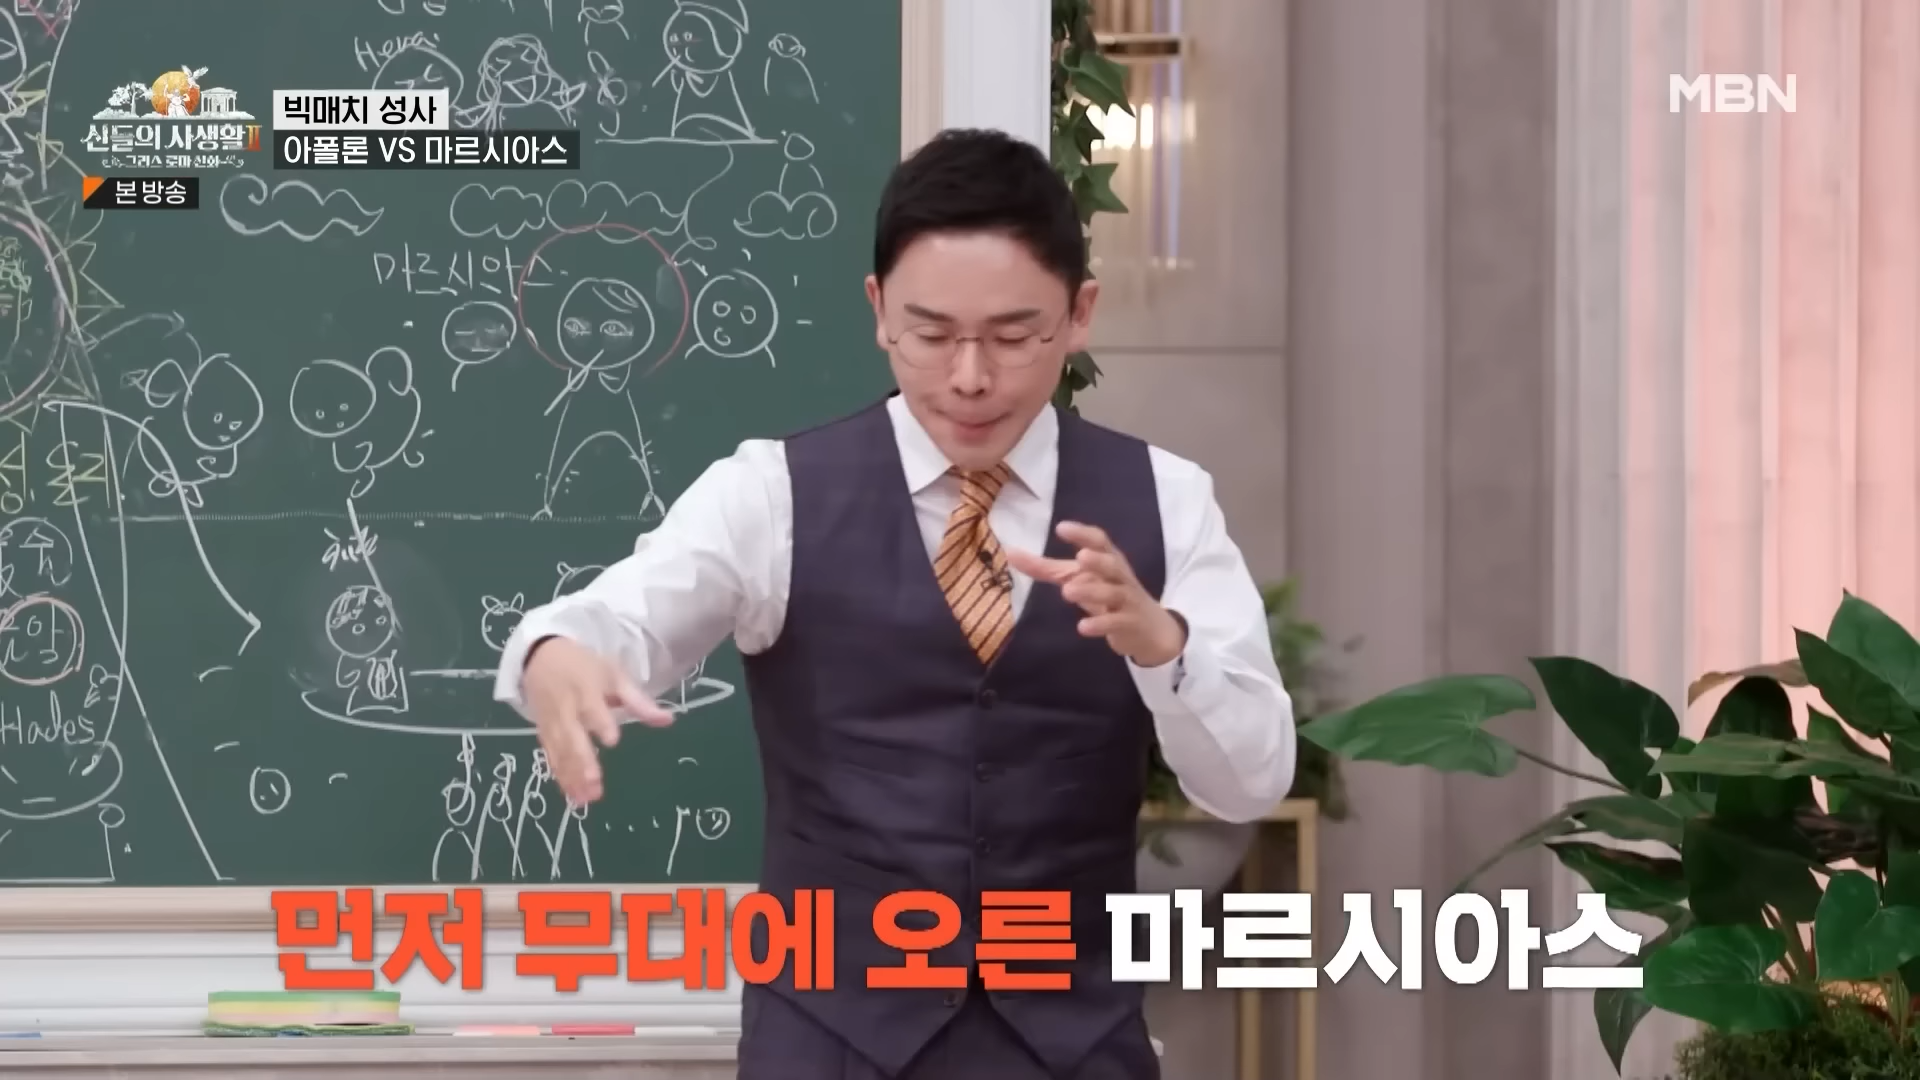 Hera
신들의 사생활 II
그리스 로마 신화
빅매치 성사
아폴론 VS 마르시아스
본 방송
MBN
마르시아스
Hades
먼저 무대에 오른 마르시아스